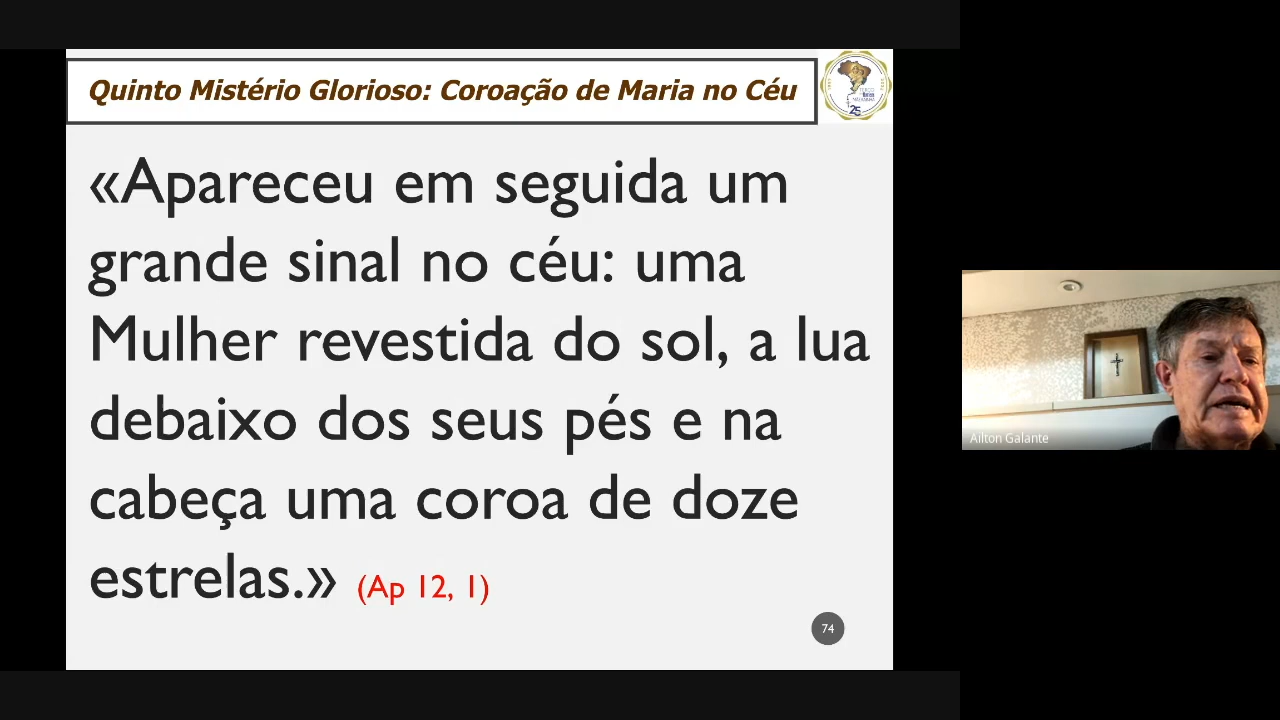 Quinto Mistério Glorioso: Coroação de Maria no Céu
25
«Apareceu em seguida um
grande sinal no céu: uma
Mulher revestida do sol, a lua
debaixo dos seus pés e na
cabeça uma coroa de doze
estrelas.» (Ap 12, 1)
74
Ailton Galante